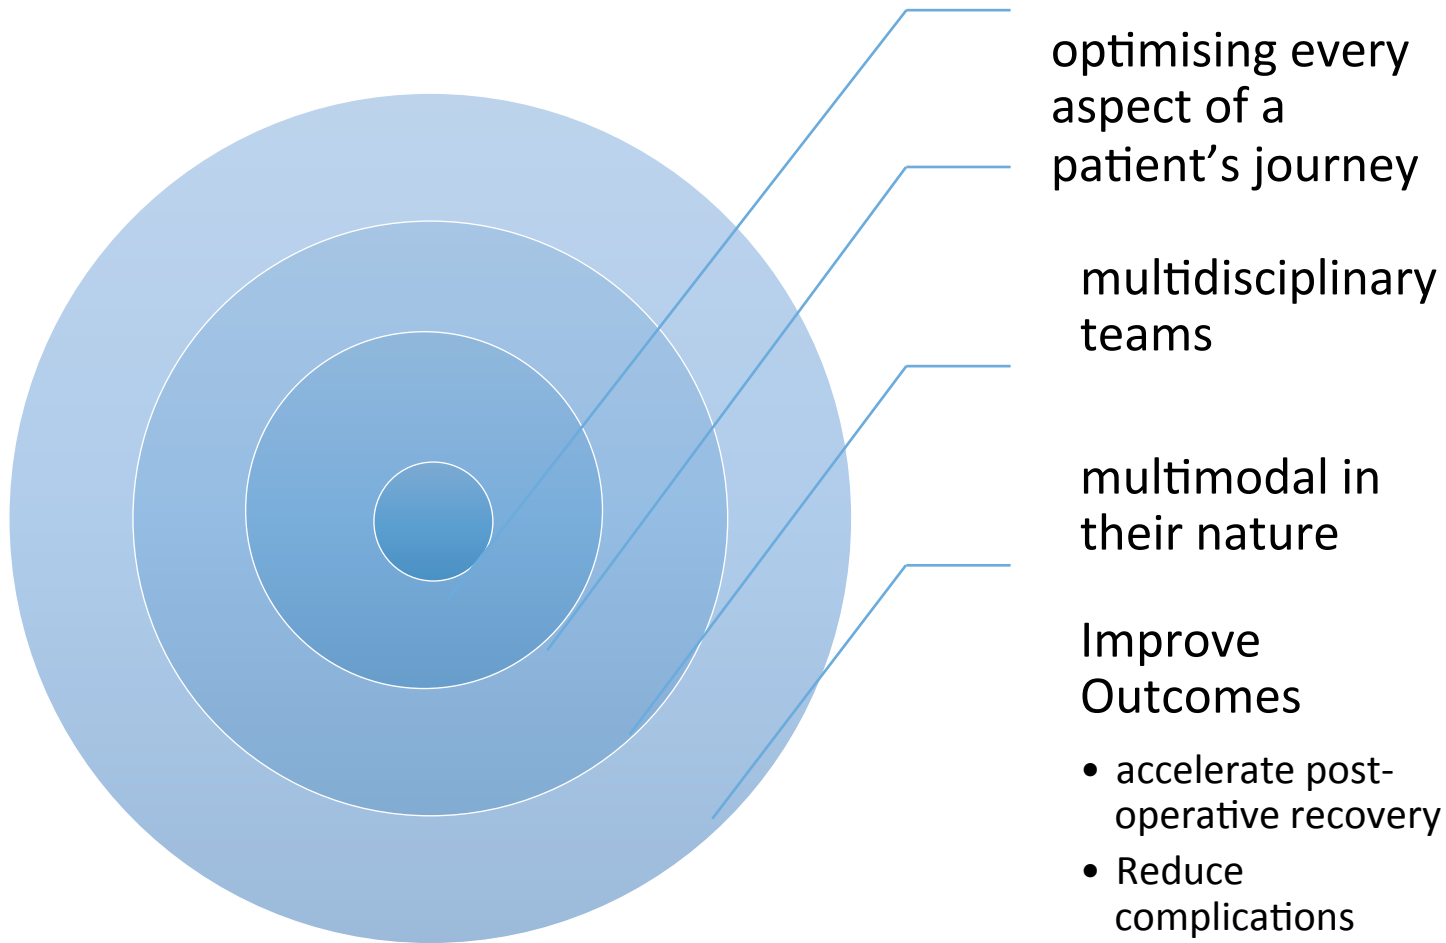 optimising every
aspect of a
patient’s journey
multidisciplinary
teams
multimodal in
their nature
Improve
Outcomes
• accelerate post-
operative recovery
• Reduce
complications